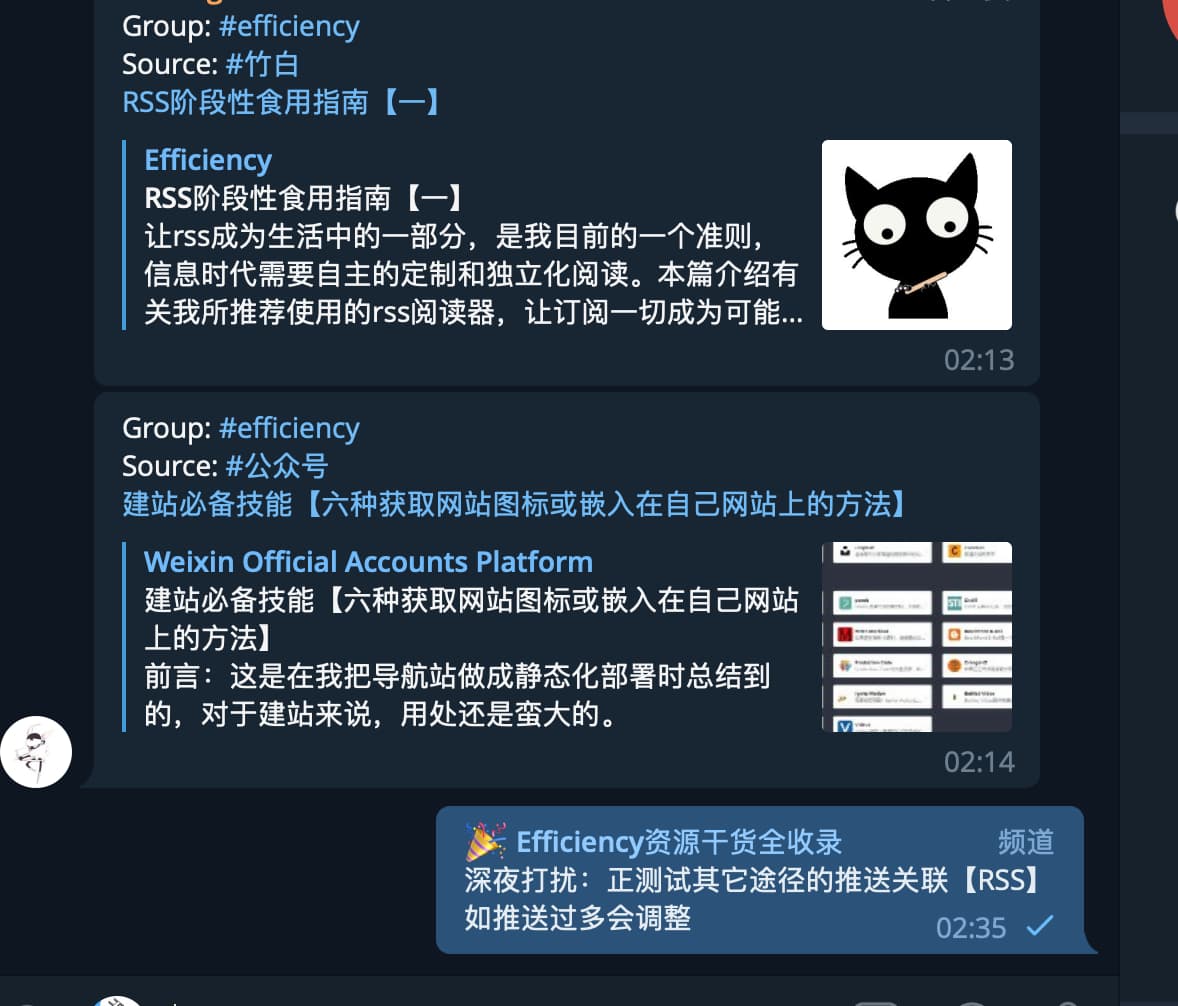 Group: #efficiency
Source: #竹白
RSS阶段性食用指南【一】
Efficiency
RSS阶段性食用指南【一】
让rss成为生活中的一部分，是我目前的一个准则，
信息时代需要自主的定制和独立化阅读。本篇介绍有
关我所推荐使用的rss阅读器，让订阅一切成为可能...
02:13
Group: #efficiency
Source: #公众号
建站必备技能【六种获取网站图标或嵌入在自己网站上的方法】
Weixin Official Accounts Platform
建站必备技能【六种获取网站图标或嵌入在自己网站
上的方法】
前言：这是在我把导航站做成静态化部署时总结到
的，对于建站来说，用处还是蛮大的。
02:14
🎉 Efficiency资源干货全收录 频道
深夜打扰：正测试其它途径的推送关联【RSS】
如推送过多会调整
02:35